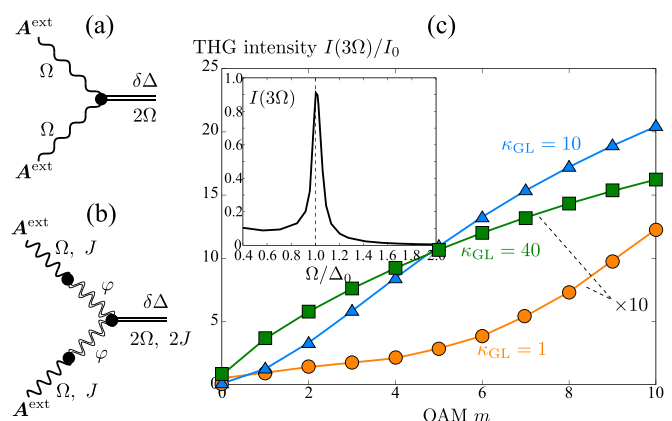 (a)
A^ext
Ω
δΔ
2Ω
Ω
A^ext
(b)
A^ext
Ω, J
φ
δΔ
2Ω, 2J
φ
Ω, J
A^ext
(c)
THG intensity I(3Ω)/I₀
25
20
15
10
5
0
I(3Ω)
1.0
0.8
0.6
0.4
0.2
0
0.4 0.6 0.8 1.0 1.2 1.4 1.6 1.8 2.0
Ω/Δ₀
κ_GL = 10
κ_GL = 40
×10
κ_GL = 1
0 2 4 6 8 10
OAM m